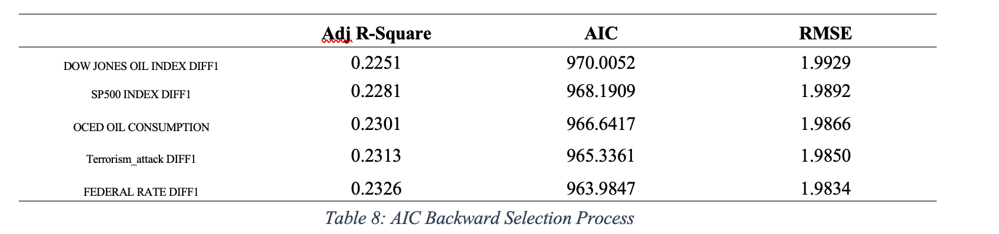 Adj R-Square AIC RMSE
DOW JONES OIL INDEX DIFF1 0.2251 970.0052 1.9929
SP500 INDEX DIFF1 0.2281 968.1909 1.9892
OCED OIL CONSUMPTION 0.2301 966.6417 1.9866
Terrorism_attack DIFF1 0.2313 965.3361 1.9850
FEDERAL RATE DIFF1 0.2326 963.9847 1.9834
Table 8: AIC Backward Selection Process